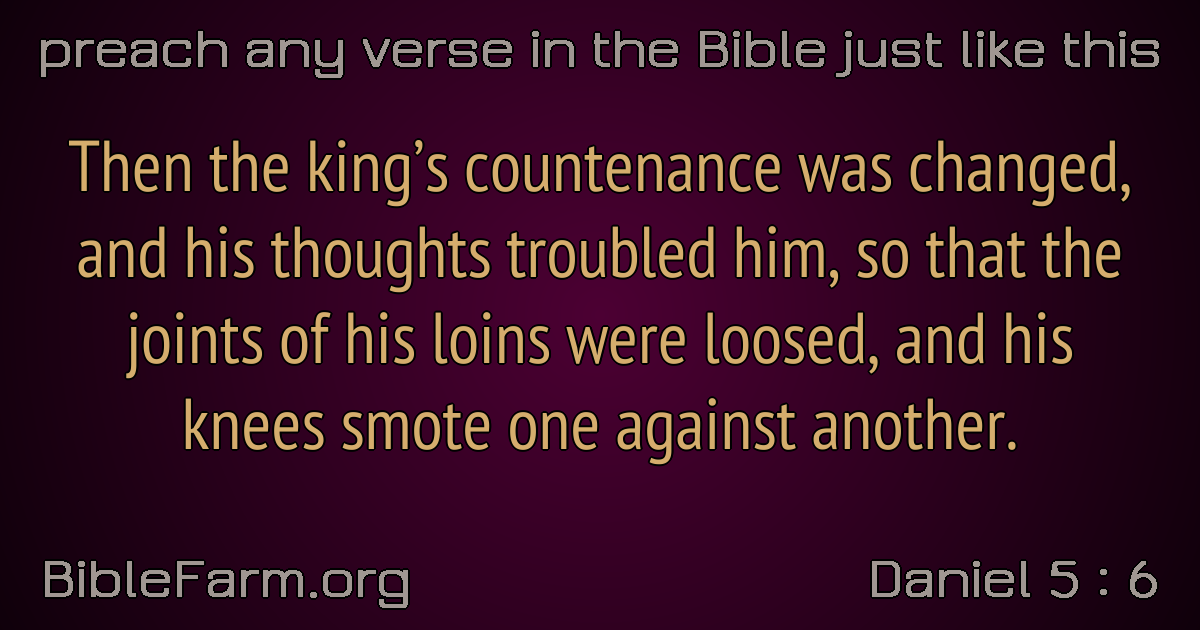 preach any verse in the Bible just like this
Then the king’s countenance was changed,
and his thoughts troubled him, so that the
joints of his loins were loosed, and his
knees smote one against another.
BibleFarm.org
Daniel 5 : 6